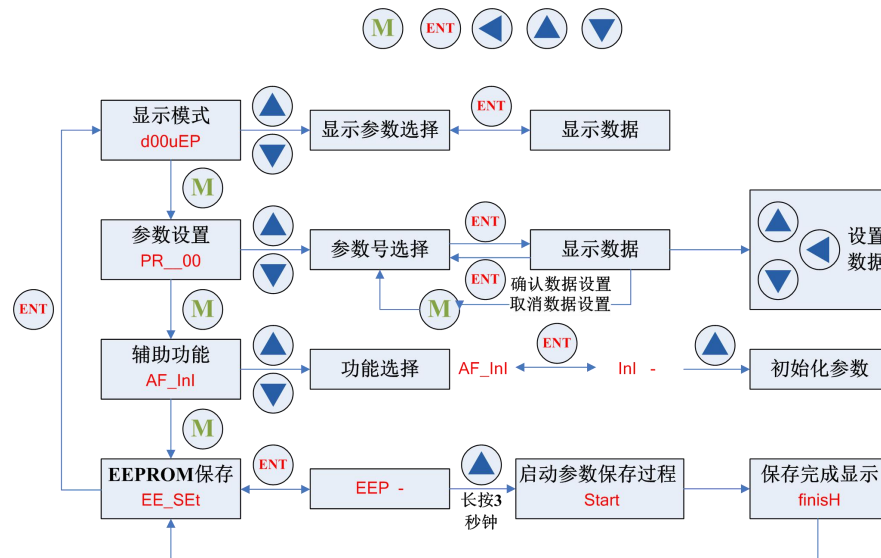 M ENT
显示模式
d00uEP
显示参数选择
ENT
显示数据
M
参数设置
PR__00
参数号选择
ENT
ENT
显示数据
确认数据设置
取消数据设置
M
设置
数据
ENT
M
辅助功能
AF_InI
功能选择
AF_InI
ENT
InI -
初始化参数
M
EEPROM保存
EE_SEt
ENT
EEP -
长按3
秒钟
启动参数保存过程
Start
保存完成显示
finisH